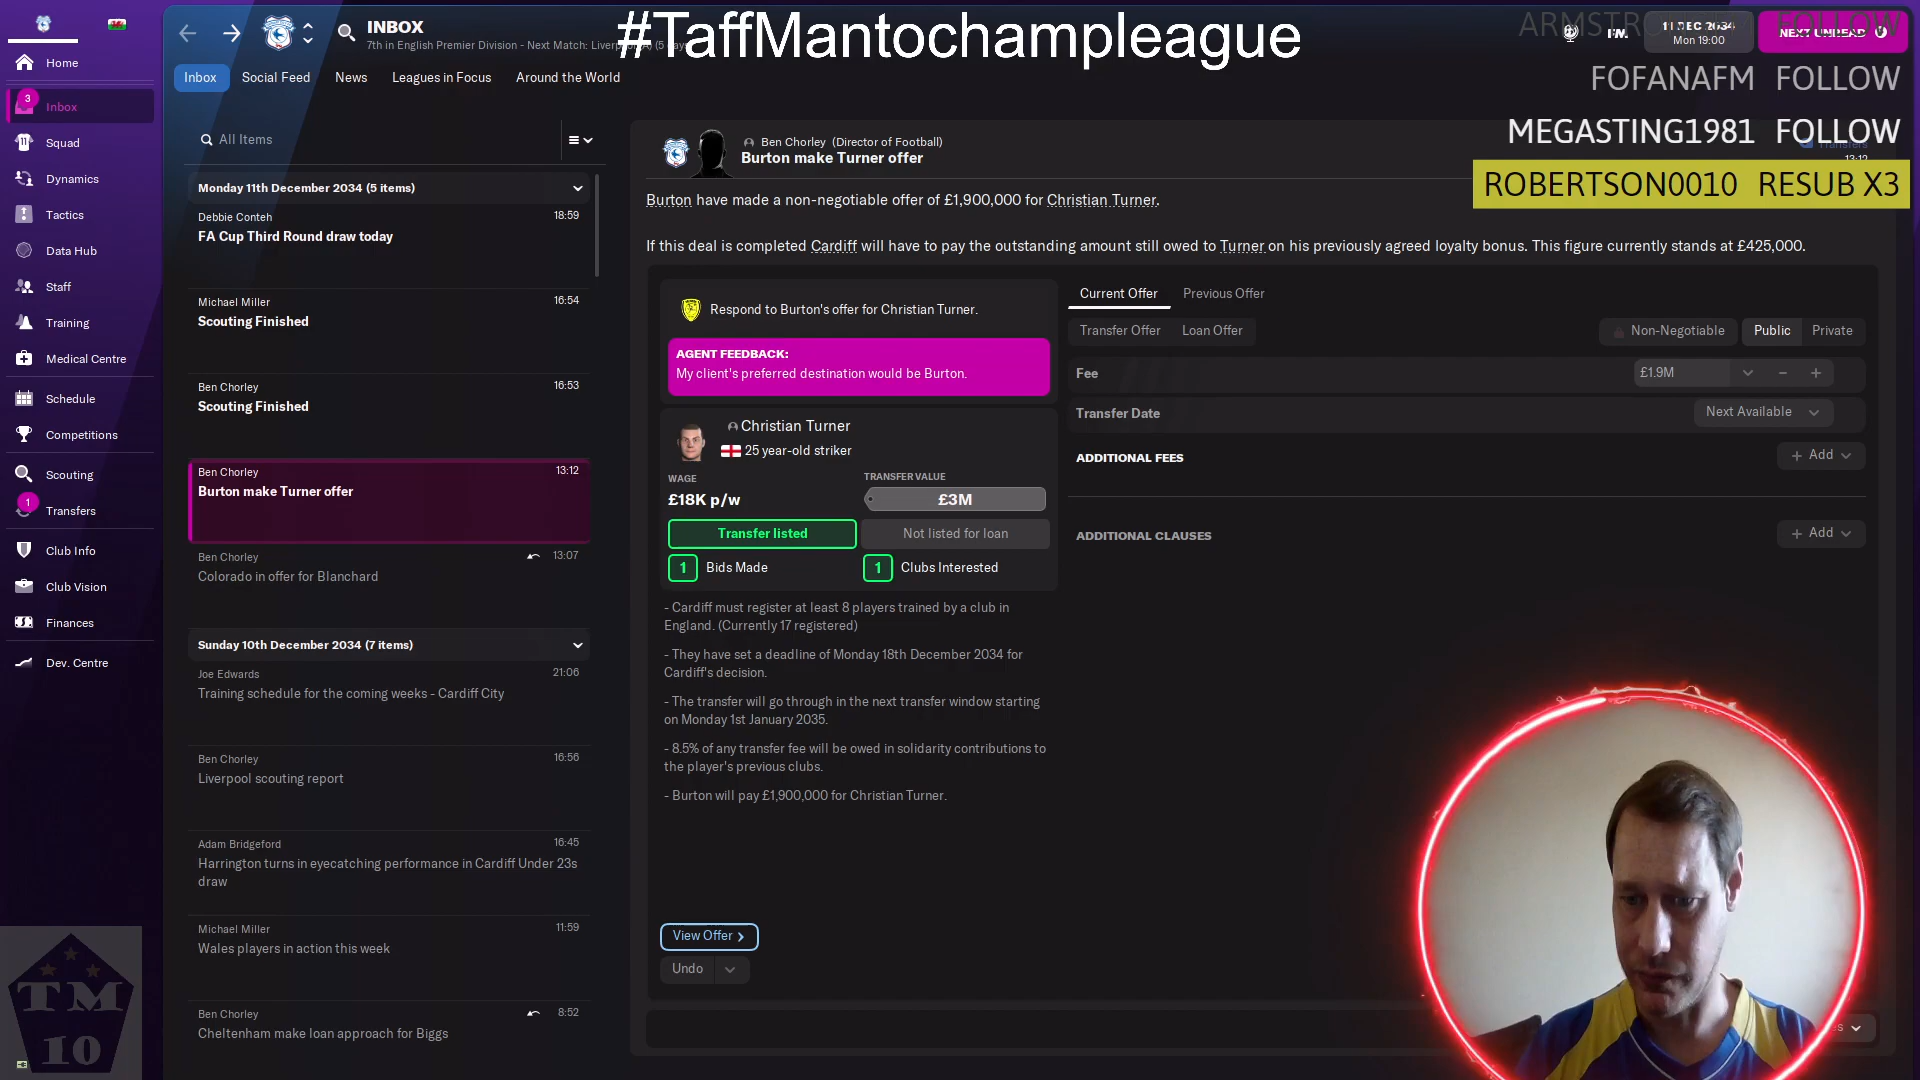 Home
Inbox
3
Squad
Dynamics
Tactics
Data Hub
Staff
Training
Medical Centre
Schedule
Competitions
Scouting
1
Transfers
Club Info
Club Vision
Finances
Dev. Centre
TM
10
INBOX
7th in English Premier Division - Next Match:
#TaffMantochampleague
11 DEC 2034
Mon 19:00
FOLLOW
FOFANAFM FOLLOW
MEGASTING1981 FOLLOW
ROBERTSON0010 RESUB X3
Inbox
Social Feed
News
Leagues in Focus
Around the World
All Items
Monday 11th December 2034 (5 items)
Debbie Conteh
18:59
FA Cup Third Round draw today
Michael Miller
16:54
Scouting Finished
Ben Chorley
16:53
Scouting Finished
Ben Chorley
13:12
Burton make Turner offer
Ben Chorley
13:07
Colorado in offer for Blanchard
Sunday 10th December 2034 (7 items)
Joe Edwards
21:06
Training schedule for the coming weeks - Cardiff City
Ben Chorley
16:56
Liverpool scouting report
Adam Bridgeford
16:45
Harrington turns in eyecatching performance in Cardiff Under 23s
draw
Michael Miller
11:59
Wales players in action this week
Ben Chorley
8:52
Cheltenham make loan approach for Biggs
Ben Chorley (Director of Football)
Burton make Turner offer
Transfers
13:12
Burton have made a non-negotiable offer of £1,900,000 for Christian Turner.
If this deal is completed Cardiff will have to pay the outstanding amount still owed to Turner on his previously agreed loyalty bonus. This figure currently stands at £425,000.
Respond to Burton's offer for Christian Turner.
AGENT FEEDBACK:
My client's preferred destination would be Burton.
Christian Turner
25 year-old striker
WAGE
£18K p/w
TRANSFER VALUE
£3M
Transfer listed
Not listed for loan
1 Bids Made
1 Clubs Interested
- Cardiff must register at least 8 players trained by a club in
England. (Currently 17 registered)
- They have set a deadline of Monday 18th December 2034 for
Cardiff's decision.
- The transfer will go through in the next transfer window starting
on Monday 1st January 2035.
- 8.5% of any transfer fee will be owed in solidarity contributions to
the player's previous clubs.
- Burton will pay £1,900,000 for Christian Turner.
View Offer
Undo
Current Offer
Previous Offer
Transfer Offer
Loan Offer
Non-Negotiable
Public
Private
Fee
£1.9M
Transfer Date
Next Available
ADDITIONAL FEES
Add
ADDITIONAL CLAUSES
Add